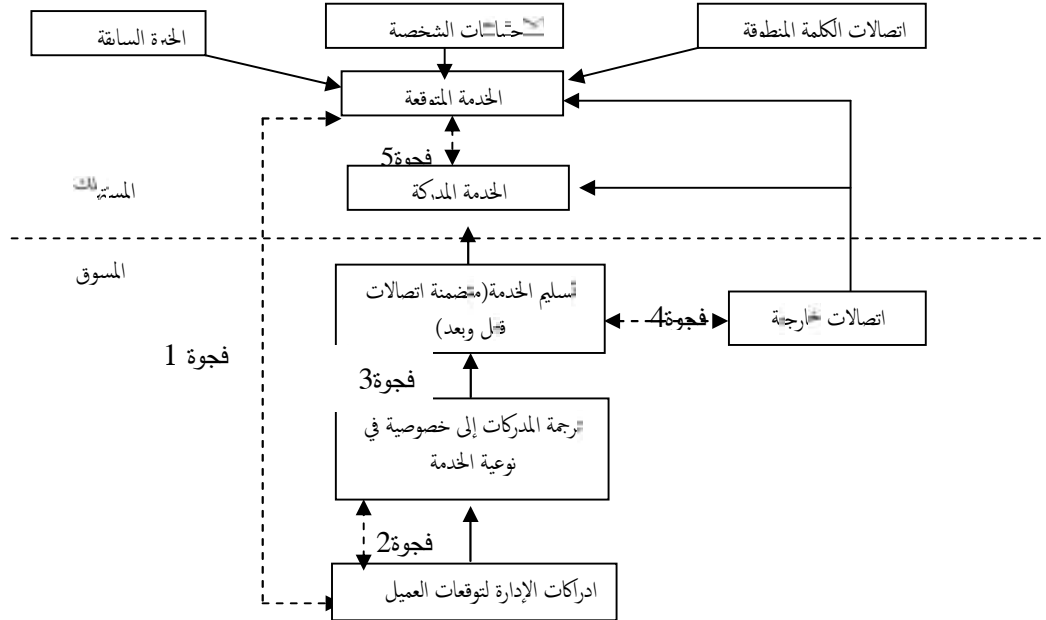 اتصالات الكلمة المنطوقة
الشخصية
الخبرة السابقة
الخدمة المتوقعة
فجوة5
الخدمة المدركة
المسوق
الخدمة
اتصالات
وبعد)
اتصالات
فجوة4
فجوة 1
فجوة3
المدركات إلى خصوصية في
نوعية الخدمة
فجوة2
ادراكات الإدارة لتوقعات العميل